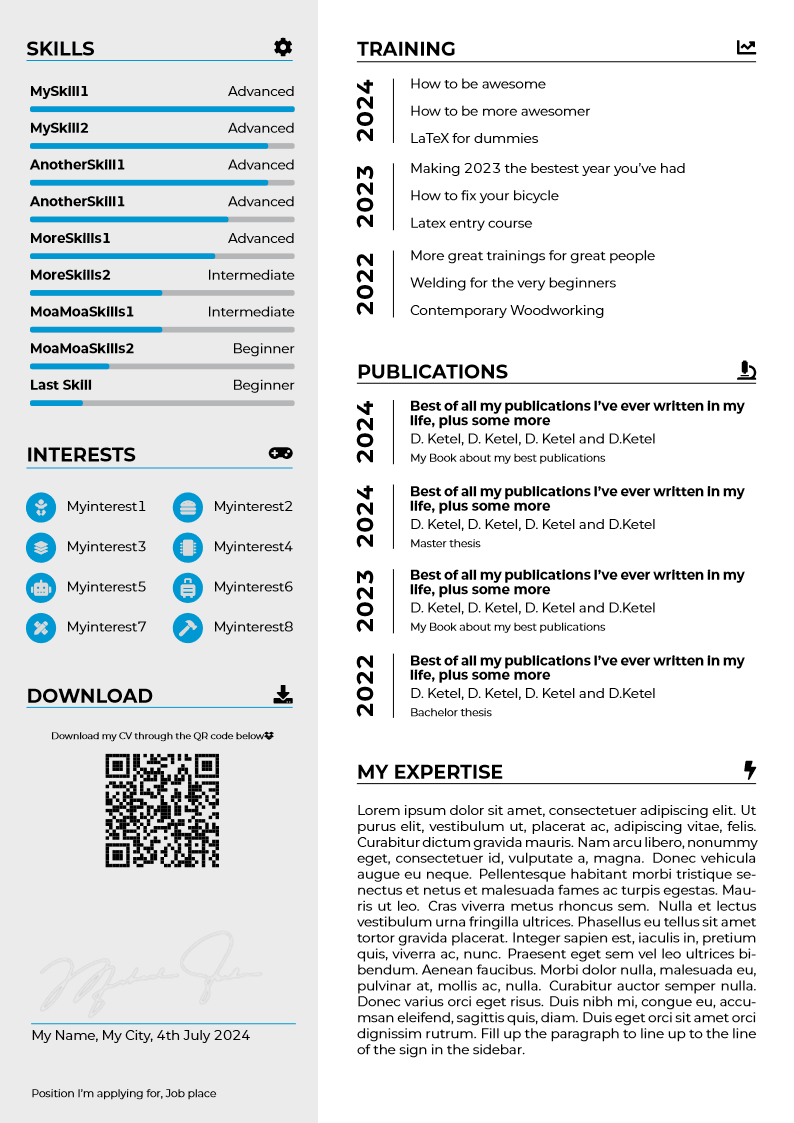 SKILLS
MySkill1 Advanced
MySkill2 Advanced
AnotherSkill1 Advanced
AnotherSkill1 Advanced
MoreSkills1 Advanced
MoreSkills2 Intermediate
MoaMoaSkills1 Intermediate
MoaMoaSkills2 Beginner
Last Skill Beginner
INTERESTS
Myinterest1 Myinterest2
Myinterest3 Myinterest4
Myinterest5 Myinterest6
Myinterest7 Myinterest8
DOWNLOAD
Download my CV through the QR code below
My Name, My City, 4th July 2024
Position I'm applying for, Job place
TRAINING
2024
How to be awesome
How to be more awesomer
LaTeX for dummies
2023
Making 2023 the bestest year you've had
How to fix your bicycle
Latex entry course
2022
More great trainings for great people
Welding for the very beginners
Contemporary Woodworking
PUBLICATIONS
2024
Best of all my publications I've ever written in my
life, plus some more
D. Ketel, D. Ketel, D. Ketel and D.Ketel
My Book about my best publications
2024
Best of all my publications I've ever written in my
life, plus some more
D. Ketel, D. Ketel, D. Ketel and D.Ketel
Master thesis
2023
Best of all my publications I've ever written in my
life, plus some more
D. Ketel, D. Ketel, D. Ketel and D.Ketel
My Book about my best publications
2022
Best of all my publications I've ever written in my
life, plus some more
D. Ketel, D. Ketel, D. Ketel and D.Ketel
Bachelor thesis
MY EXPERTISE
Lorem ipsum dolor sit amet, consectetuer adipiscing elit. Ut
purus elit, vestibulum ut, placerat ac, adipiscing vitae, felis.
Curabitur dictum gravida mauris. Nam arcu libero, nonummy
eget, consectetuer id, vulputate a, magna. Donec vehicula
augue eu neque. Pellentesque habitant morbi tristique se-
nectus et netus et malesuada fames ac turpis egestas. Mau-
ris ut leo. Cras viverra metus rhoncus sem. Nulla et lectus
vestibulum urna fringilla ultrices. Phasellus eu tellus sit amet
tortor gravida placerat. Integer sapien est, iaculis in, pretium
quis, viverra ac, nunc. Praesent eget sem vel leo ultrices bi-
bendum. Aenean faucibus. Morbi dolor nulla, malesuada eu,
pulvinar at, mollis ac, nulla. Curabitur auctor semper nulla.
Donec varius orci eget risus. Duis nibh mi, congue eu, accu-
msan eleifend, sagittis quis, diam. Duis eget orci sit amet orci
dignissim rutrum. Fill up the paragraph to line up to the line
of the sign in the sidebar.